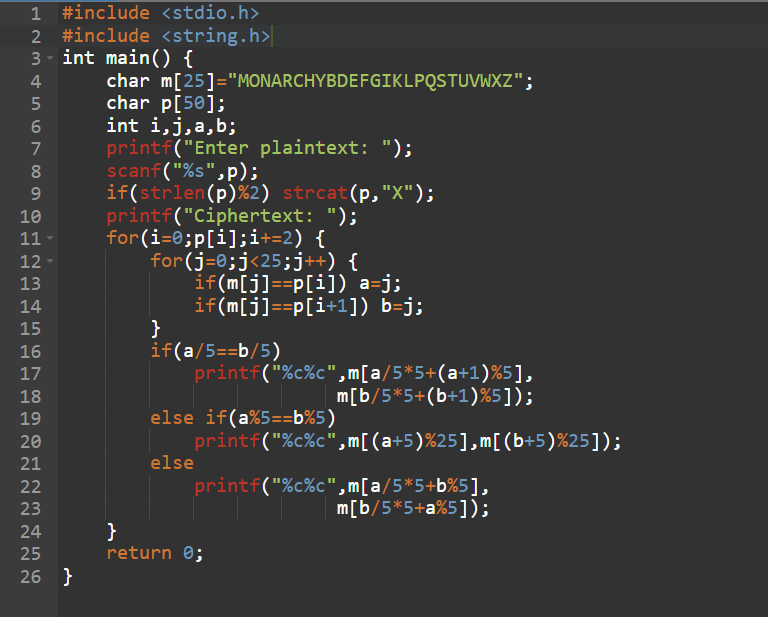 1 #include <stdio.h>
2 #include <string.h>
3 int main() {
4     char m[25]="MONARCHYBDEFGIKLPQSTUVWXZ";
5     char p[50];
6     int i,j,a,b;
7     printf("Enter plaintext: ");
8     scanf("%s",p);
9     if(strlen(p)%2) strcat(p,"X");
10     printf("Ciphertext: ");
11     for(i=0;p[i];i+=2) {
12         for(j=0;j<25;j++) {
13             if(m[j]==p[i]) a=j;
14             if(m[j]==p[i+1]) b=j;
15         }
16         if(a/5==b/5)
17             printf("%c%c",m[a/5*5+(a+1)%5],
18                          m[b/5*5+(b+1)%5]);
19         else if(a%5==b%5)
20             printf("%c%c",m[(a+5)%25],m[(b+5)%25]);
21         else
22             printf("%c%c",m[a/5*5+b%5],
23                          m[b/5*5+a%5]);
24     }
25     return 0;
26 }